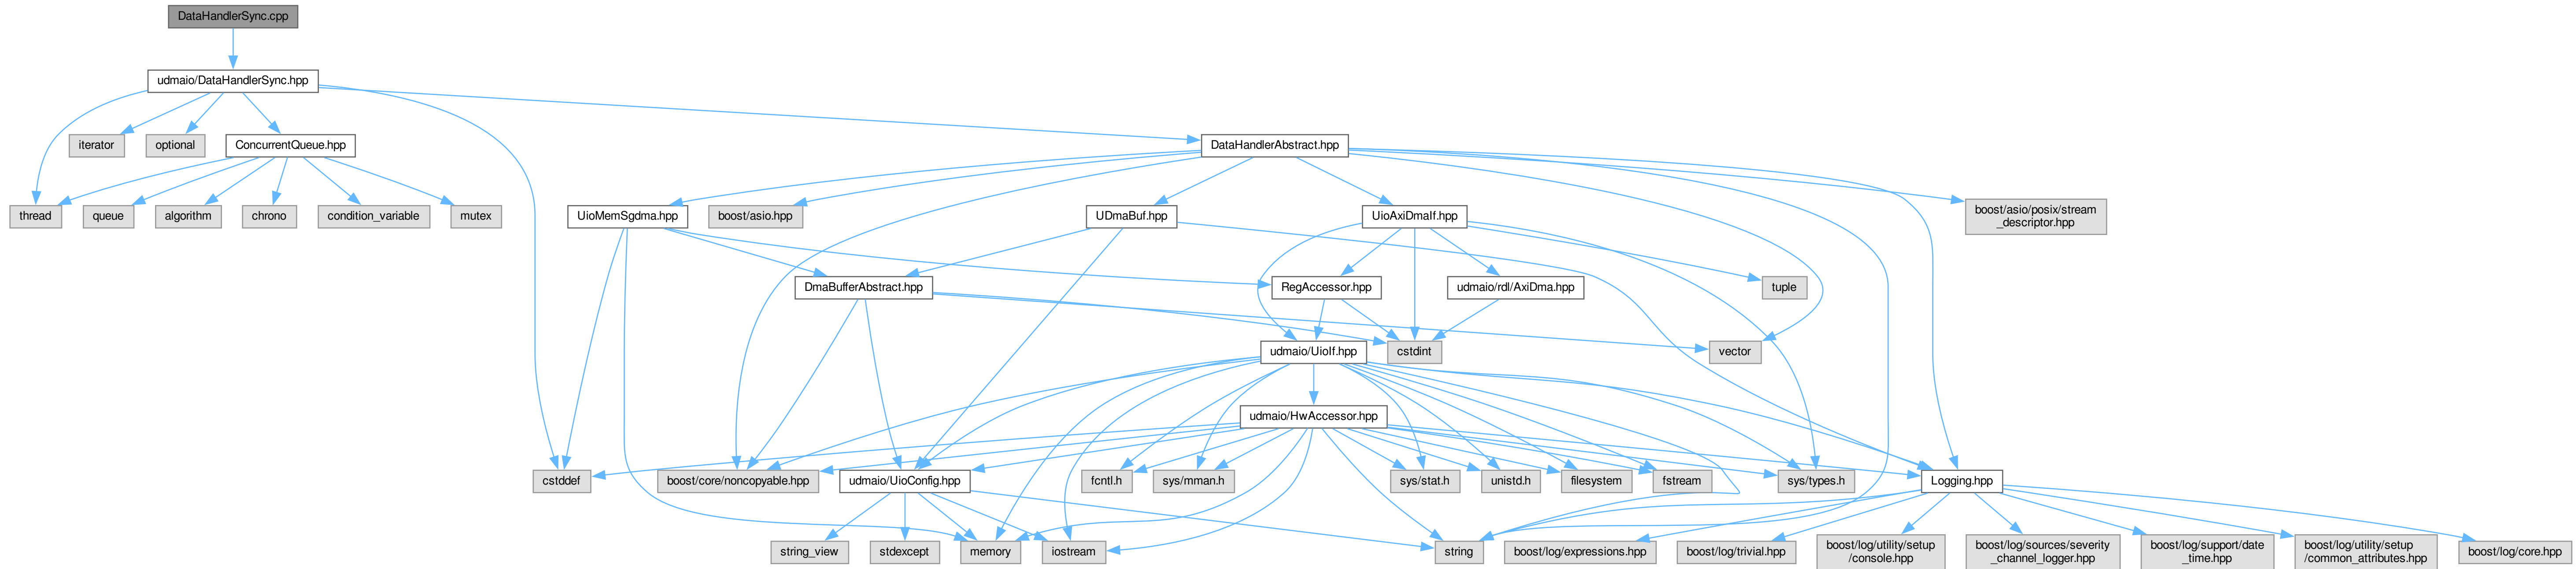 DataHandlerSync.cpp
udmaio/DataHandlerSync.hpp
iterator
optional
ConcurrentQueue.hpp
DataHandlerAbstract.hpp
thread
queue
algorithm
chrono
condition_variable
mutex
UioMemSgdma.hpp
boost/asio.hpp
UDmaBuf.hpp
UioAxiDmaIf.hpp
boost/asio/posix/stream
_descriptor.hpp
DmaBufferAbstract.hpp
RegAccessor.hpp
udmaio/rdl/AxiDma.hpp
tuple
udmaio/UioIf.hpp
cstdint
vector
udmaio/HwAccessor.hpp
cstddef
boost/core/noncopyable.hpp
udmaio/UioConfig.hpp
fcntl.h
sys/mman.h
sys/stat.h
unistd.h
filesystem
fstream
sys/types.h
Logging.hpp
string_view
stdexcept
memory
iostream
string
boost/log/expressions.hpp
boost/log/trivial.hpp
boost/log/utility/setup
/console.hpp
boost/log/sources/severity
_channel_logger.hpp
boost/log/support/date
_time.hpp
boost/log/utility/setup
/common_attributes.hpp
boost/log/core.hpp